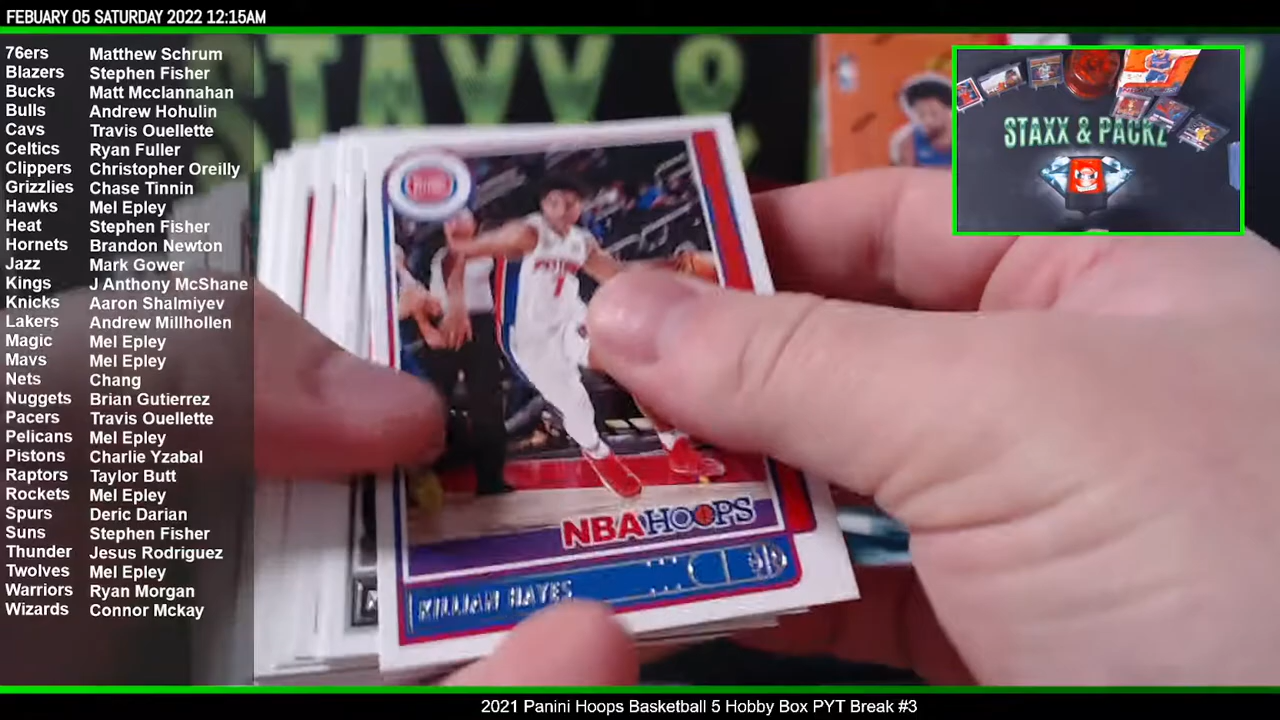 FEBUARY 05 SATURDAY 2022 12:15AM
76ers Matthew Schrum
Blazers Stephen Fisher
Bucks Matt Mcclannahan
Bulls Andrew Hohulin
Cavs Travis Ouellette
Celtics Ryan Fuller
Clippers Christopher Oreilly
Grizzlies Chase Tinnin
Hawks Mel Epley
Heat Stephen Fisher
Hornets Brandon Newton
Jazz Mark Gower
Kings J Anthony McShane
Knicks Aaron Shalmiyev
Lakers Andrew Millhollen
Magic Mel Epley
Mavs Mel Epley
Nets Chang
Nuggets Brian Gutierrez
Pacers Travis Ouellette
Pelicans Mel Epley
Pistons Charlie Yzabal
Raptors Taylor Butt
Rockets Mel Epley
Spurs Deric Darian
Suns Stephen Fisher
Thunder Jesus Rodriguez
Twolves Mel Epley
Warriors Ryan Morgan
Wizards Connor Mckay
STAXX & PACKZ
7
NBA HOOPS
KILLIAN HAYES
2021 Panini Hoops Basketball 5 Hobby Box PYT Break #3